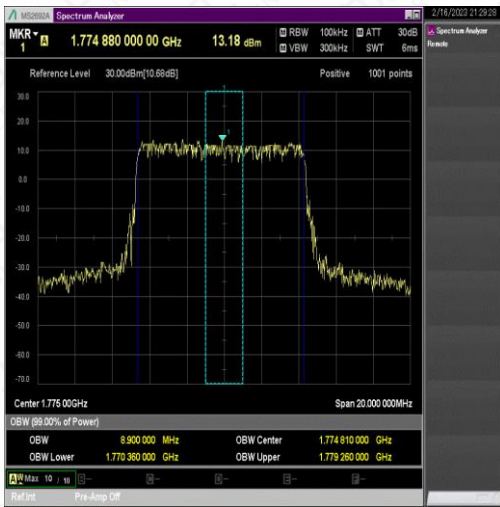 MS2692A Spectrum Analyzer
2/16/2023 21:29:28
Spectrum Analyzer
Remote
MKR 1 A 1.774 880 000 00 GHz 13.18 dBm
M RBW 100kHz M ATT 30dB
M VBW 300kHz SWT 6ms
Reference Level 30.00dBm[10.68dB] Positive 1001 points
30.0
20.0
10.0
0.0
-10.0
-20.0
-30.0
-40.0
-50.0
-60.0
-70.0
1
Center 1.775 00GHz Span 20.000 000MHz
OBW (99.00% of Power)
OBW 8.900 000 MHz OBW Center 1.774 810 000 GHz
OBW Lower 1.770 360 000 GHz OBW Upper 1.779 260 000 GHz
A W Max 10 / 10
Ref.Int Pre-Amp Off